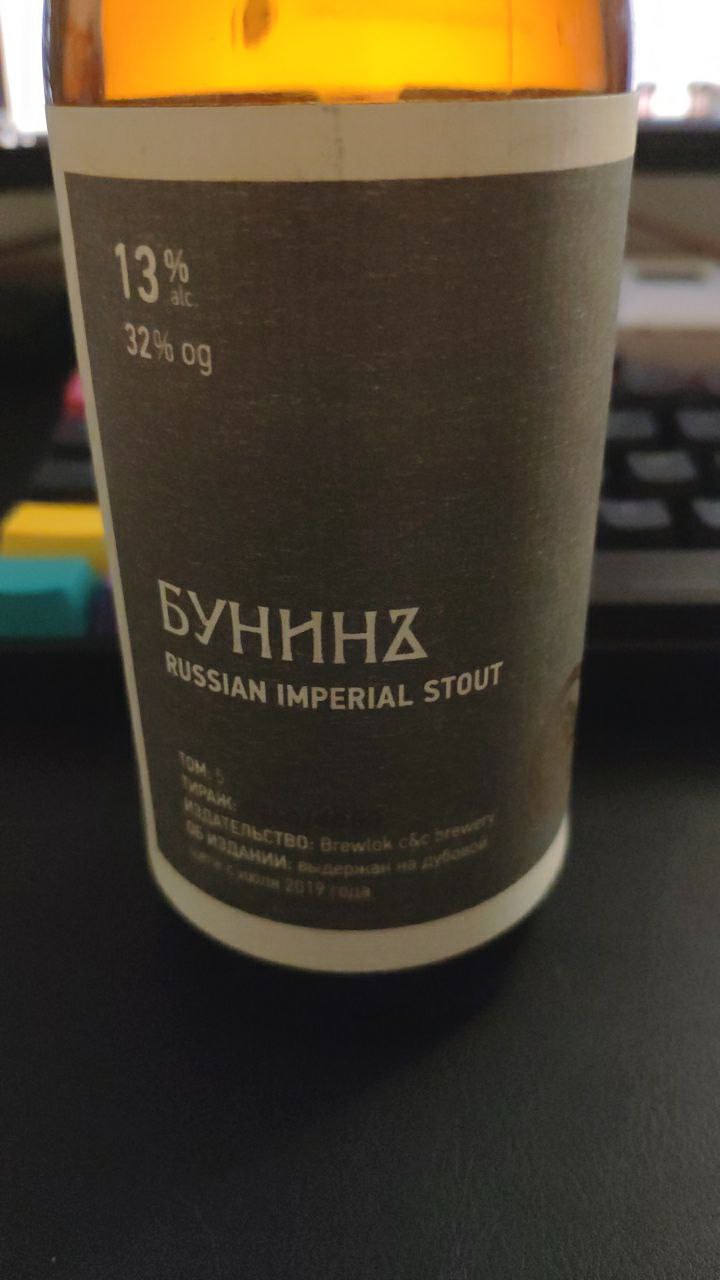 13%
alc.
32% og
БУНИНЪ
RUSSIAN IMPERIAL STOUT
ТОМ: 5
ТИРАЖ:
ИЗДАТЕЛЬСТВО: Brewlok c&c brewery
ОБ ИЗДАНИИ: выдержан на дубовой
с июля 2019 года